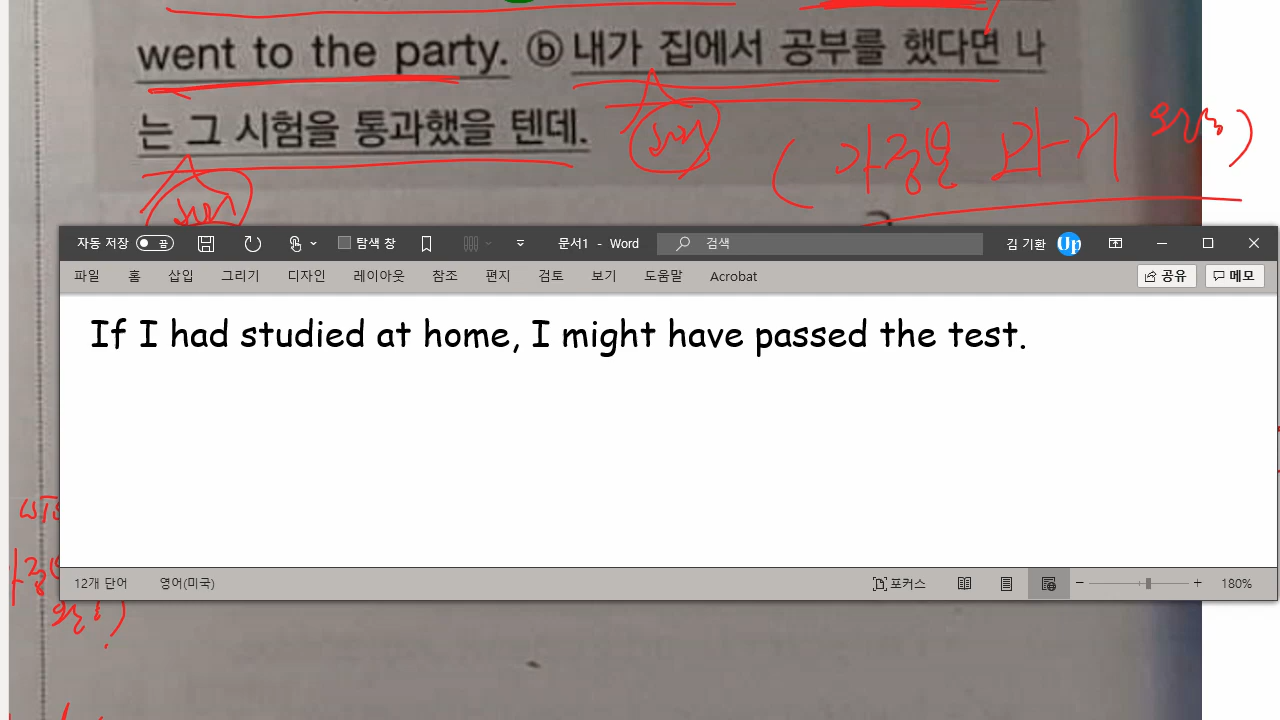 went to the party. ⓑ 내가 집에서 공부를 했다면 나
는 그 시험을 통과했을 텐데.
(가정법 과거 완료)
자동 저장 끔 탐색 창 문서1 - Word 검색 김 기환 Up
파일 홈 삽입 그리기 디자인 레이아웃 참조 편지 검토 보기 도움말 Acrobat 공유 메모
If I had studied at home, I might have passed the test.
12개 단어 영어(미국) 포커스 180%